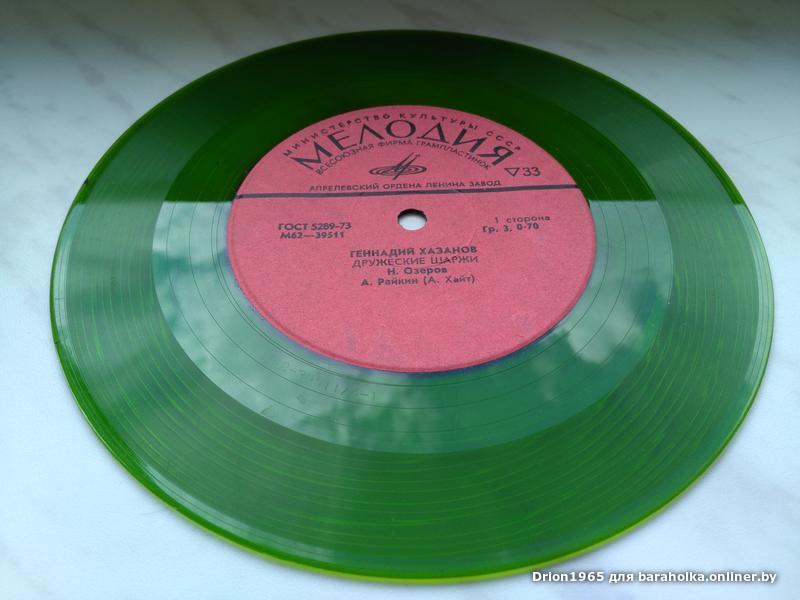 МИНИСТЕРСТВО КУЛЬТУРЫ СССР
МЕЛОДИЯ
ВСЕСОЮЗНАЯ ФИРМА ГРАМПЛАСТИНОК
33
АПРЕЛЕВСКИЙ ОРДЕНА ЛЕНИНА ЗАВОД
ГОСТ 5289-73
М62—39511
1 сторона
Гр. 3. 0-70
ГЕННАДИЙ ХАЗАНОВ
ДРУЖЕСКИЕ ШАРЖИ
Н. Озеров
А. Райкин (А. Хайт)
Drion1965 для baraholka.onliner.by